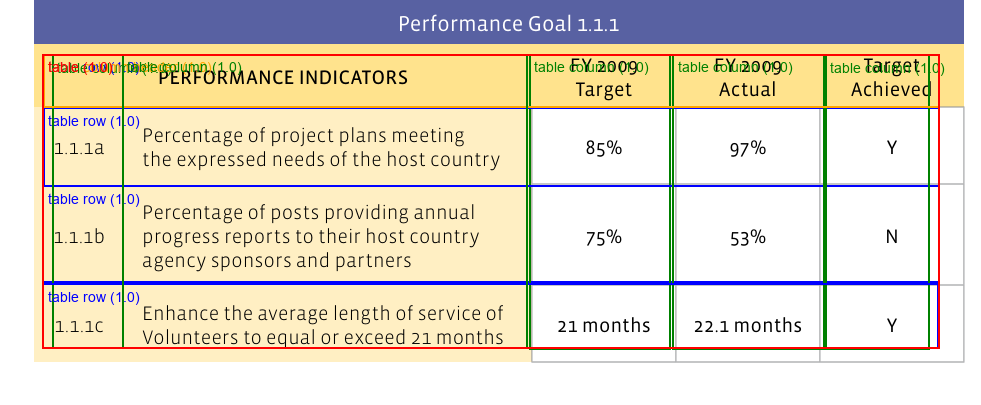 Performance Goal 1.1.1
table (1.0)
table row (1.0)
table column (1.0)
table column (1.0)
table column (1.0)
table column (1.0)
table column (1.0)
PERFORMANCE INDICATORS
FY 2009
Target
FY 2009
Actual
Target
Achieved
table row (1.0)
1.1.1a
Percentage of project plans meeting
the expressed needs of the host country
85%
97%
Y
table row (1.0)
1.1.1b
Percentage of posts providing annual
progress reports to their host country
agency sponsors and partners
75%
53%
N
table row (1.0)
1.1.1c
Enhance the average length of service of
Volunteers to equal or exceed 21 months
21 months
22.1 months
Y